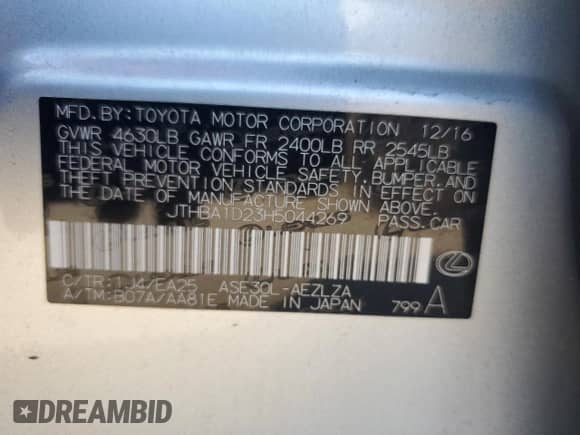 MFD.BY:TOYOTA MOTOR CORPORATION 12/16
GVWR 4630LB GAWR FR 2400LB RR 2545LB
THIS VEHICLE CONFORMS TO ALL APPLICABLE
FEDERAL MOTOR VEHICLE SAFETY,BUMPER,AND
THEFT PREVENTION STANDARDS IN EFFECT ON
THE DATE OF MANUFACTURE SHOWN ABOVE.
JTHBA1D23H5044269 PASS.CAR
C/TR:1J4/EA25 ASE30L-AEZLZA
A/TM:B07A/AA81E MADE IN JAPAN 799A
DREAMBID